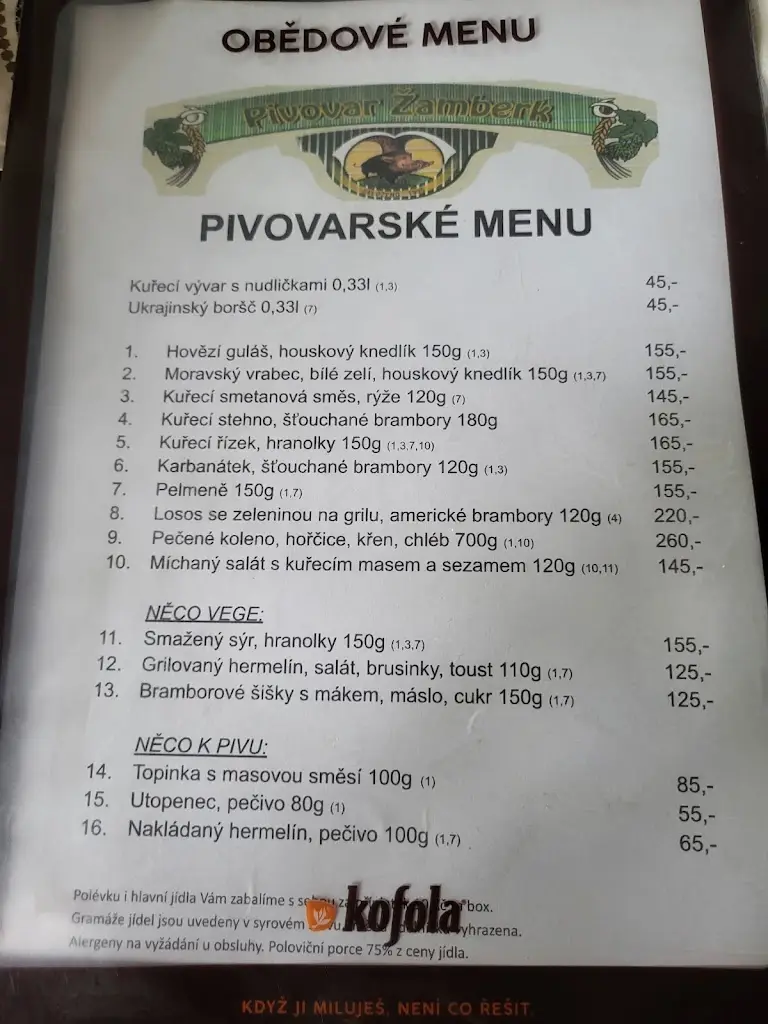 OBĚDOVÉ MENU
Pivovar Žamberk
PIVOVARSKÉ MENU
Kuřecí vývar s nudličkami 0,33l (1,3) 45,-
Ukrajinský boršč 0,33l (7) 45,-
1. Hovězí guláš, houskový knedlík 150g (1,3) 155,-
2. Moravský vrabec, bílé zelí, houskový knedlík 150g (1,3,7) 155,-
3. Kuřecí smetanová směs, rýže 120g (7) 145,-
4. Kuřecí stehno, šťouchané brambory 180g 165,-
5. Kuřecí řízek, hranolky 150g (1,3,7,10) 165,-
6. Karbanátek, šťouchané brambory 120g (1,3) 155,-
7. Pelmeně 150g (1,7) 155,-
8. Losos se zeleninou na grilu, americké brambory 120g (4) 220,-
9. Pečené koleno, hořčice, křen, chléb 700g (1,10) 260,-
10. Míchaný salát s kuřecím masem a sezamem 120g (10,11) 145,-
NĚCO VEGE:
11. Smažený sýr, hranolky 150g (1,3,7) 155,-
12. Grilovaný hermelín, salát, brusinky, toust 110g (1,7) 125,-
13. Bramborové šišky s mákem, máslo, cukr 150g (1,7) 125,-
NĚCO K PIVU:
14. Topinka s masovou směsí 100g (1) 85,-
15. Utopenec, pečivo 80g (1) 55,-
16. Nakládaný hermelín, pečivo 100g (1,7) 65,-
Polévku i hlavní jídla Vám zabalíme s box.
Gramáže jídel jsou uvedeny v syrovém vyhrazena.
kofola
Alergeny na vyžádání u obsluhy. Poloviční porce 75% z ceny jídla.
KDYŽ JI MILUJEŠ, NENÍ CO ŘEŠIT.